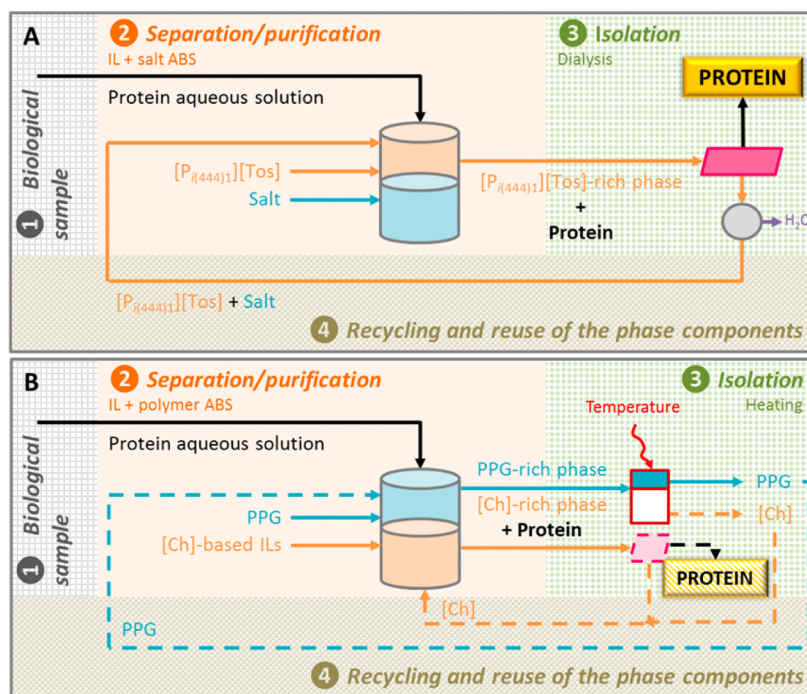 A
2 Separation/purification
IL + salt ABS
3 Isolation
Dialysis
1 Biological
sample
Protein aqueous solution
PROTEIN
[Pi(444)1][Tos]
Salt
[Pi(444)1][Tos]-rich phase
+
Protein
H2O
[Pi(444)1][Tos] + Salt
4 Recycling and reuse of the phase components
B
2 Separation/purification
IL + polymer ABS
3 Isolation
Heating
1 Biological
sample
Temperature
Protein aqueous solution
PPG-rich phase
PPG
[Ch]-rich phase
+ Protein
[Ch]
PPG
[Ch]-based ILs
PROTEIN
[Ch]
PPG
4 Recycling and reuse of the phase components